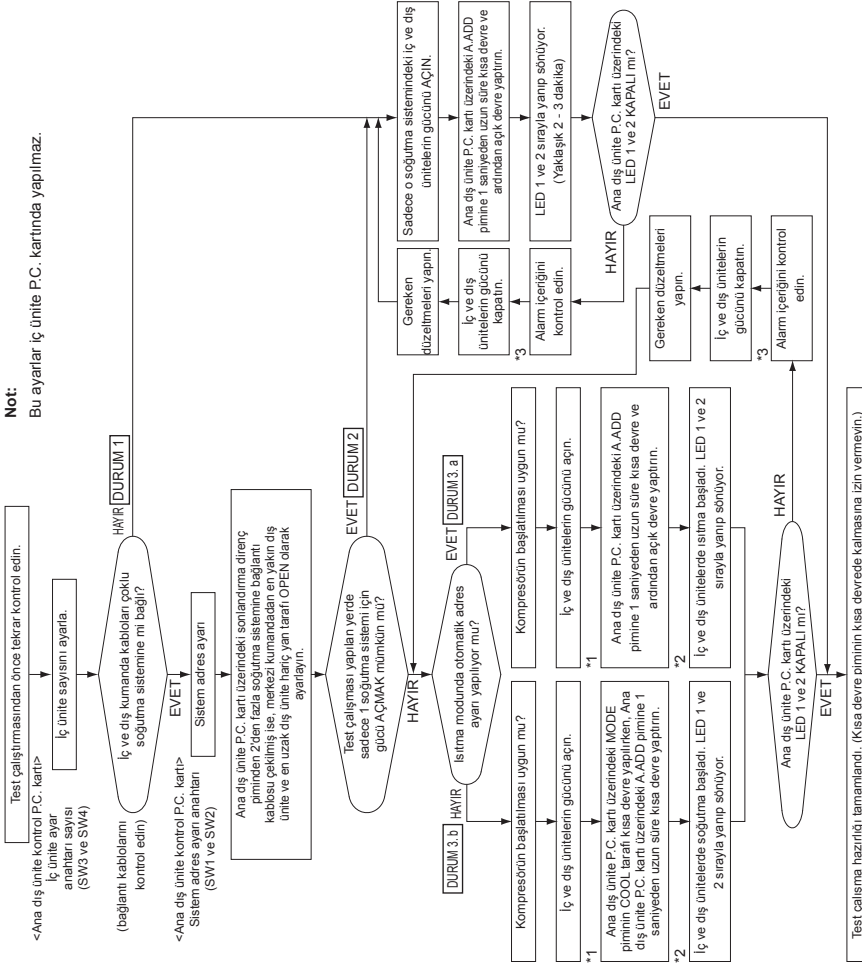 Not:
Bu ayarlar iç ünite P.C. kartında yapılmaz.
Test çalıştırmasından önce tekrar kontrol edin.
<Ana dış ünite kontrol P.C. kartı>
İç ünite ayar
anahtarı sayısı
(SW3 ve SW4)
İç ünite sayısını ayarla.
(bağlantı kablolarını
kontrol edin)
İç ve dış kumanda kabloları çoklu
soğutma sistemine mi bağlı?
HAYIR
DURUM 1
EVET
<Ana dış ünite kontrol P.C. kartı>
Sistem adres ayarı anahtarı
(SW1 ve SW2)
Sistem adres ayarı
Ana dış ünite P.C. kartı üzerindeki sonlandırma direnç
piminden 2'den fazla soğutma sistemine bağlantı
kablosu çekilmiş ise, merkezi kumandadan en yakın dış
ünite ve en uzak dış ünite hariç yan tarafı OPEN olarak
ayarlayın.
Test çalışması yapılan yerde
sadece 1 soğutma sistemi için
gücü AÇMAK mümkün mü?
EVET
DURUM 2
HAYIR
Isıtma modunda otomatik adres
ayarı yapılıyor mu?
DURUM 3. b
HAYIR
EVET
DURUM 3. a
Kompresörün başlatılması uygun mu?
İç ve dış ünitelerin gücünü açın.
*1
Ana dış ünite P.C. kartı üzerindeki MODE
piminin COOL tarafı kısa devre yapılırken, Ana
dış ünite P.C. kartı üzerindeki A.ADD pimine 1
saniyeden uzun süre kısa devre yaptırın.
*2
İç ve dış ünitelerde soğutma başladı. LED 1 ve
2 sırayla yanıp sönüyor.
Kompresörün başlatılması uygun mu?
İç ve dış ünitelerin gücünü açın.
*1
Ana dış ünite P.C. kartı üzerindeki A.ADD
pimine 1 saniyeden uzun süre kısa devre ve
ardından açık devre yaptırın.
*2
İç ve dış ünitelerde ısıtma başladı. LED 1 ve 2
sırayla yanıp sönüyor.
Ana dış ünite P.C. kartı üzerindeki
LED 1 ve 2 KAPALI mı?
HAYIR
EVET
*3
Alarm içeriğini kontrol
edin.
İç ve dış ünitelerin
gücünü kapatın.
Gereken düzeltmeleri
yapın.
Sadece o soğutma sistemindeki iç ve dış
ünitelerin gücünü AÇIN.
Ana dış ünite P.C. kartı üzerindeki A.ADD
pimine 1 saniyeden uzun süre kısa devre ve
ardından açık devre yaptırın.
LED 1 ve 2 sırayla yanıp sönüyor.
(Yaklaşık 2 - 3 dakika)
Ana dış ünite P.C. kartı üzerindeki
LED 1 ve 2 KAPALI mı?
HAYIR
EVET
*3
Alarm içeriğini
kontrol edin.
İç ve dış
ünitelerin gücünü
kapatın.
Gereken
düzeltmeleri yapın.
Test çalışma hazırlığı tamamlandı. (Kısa devre piminin kısa devrede kalmasına izin vermeyin.)